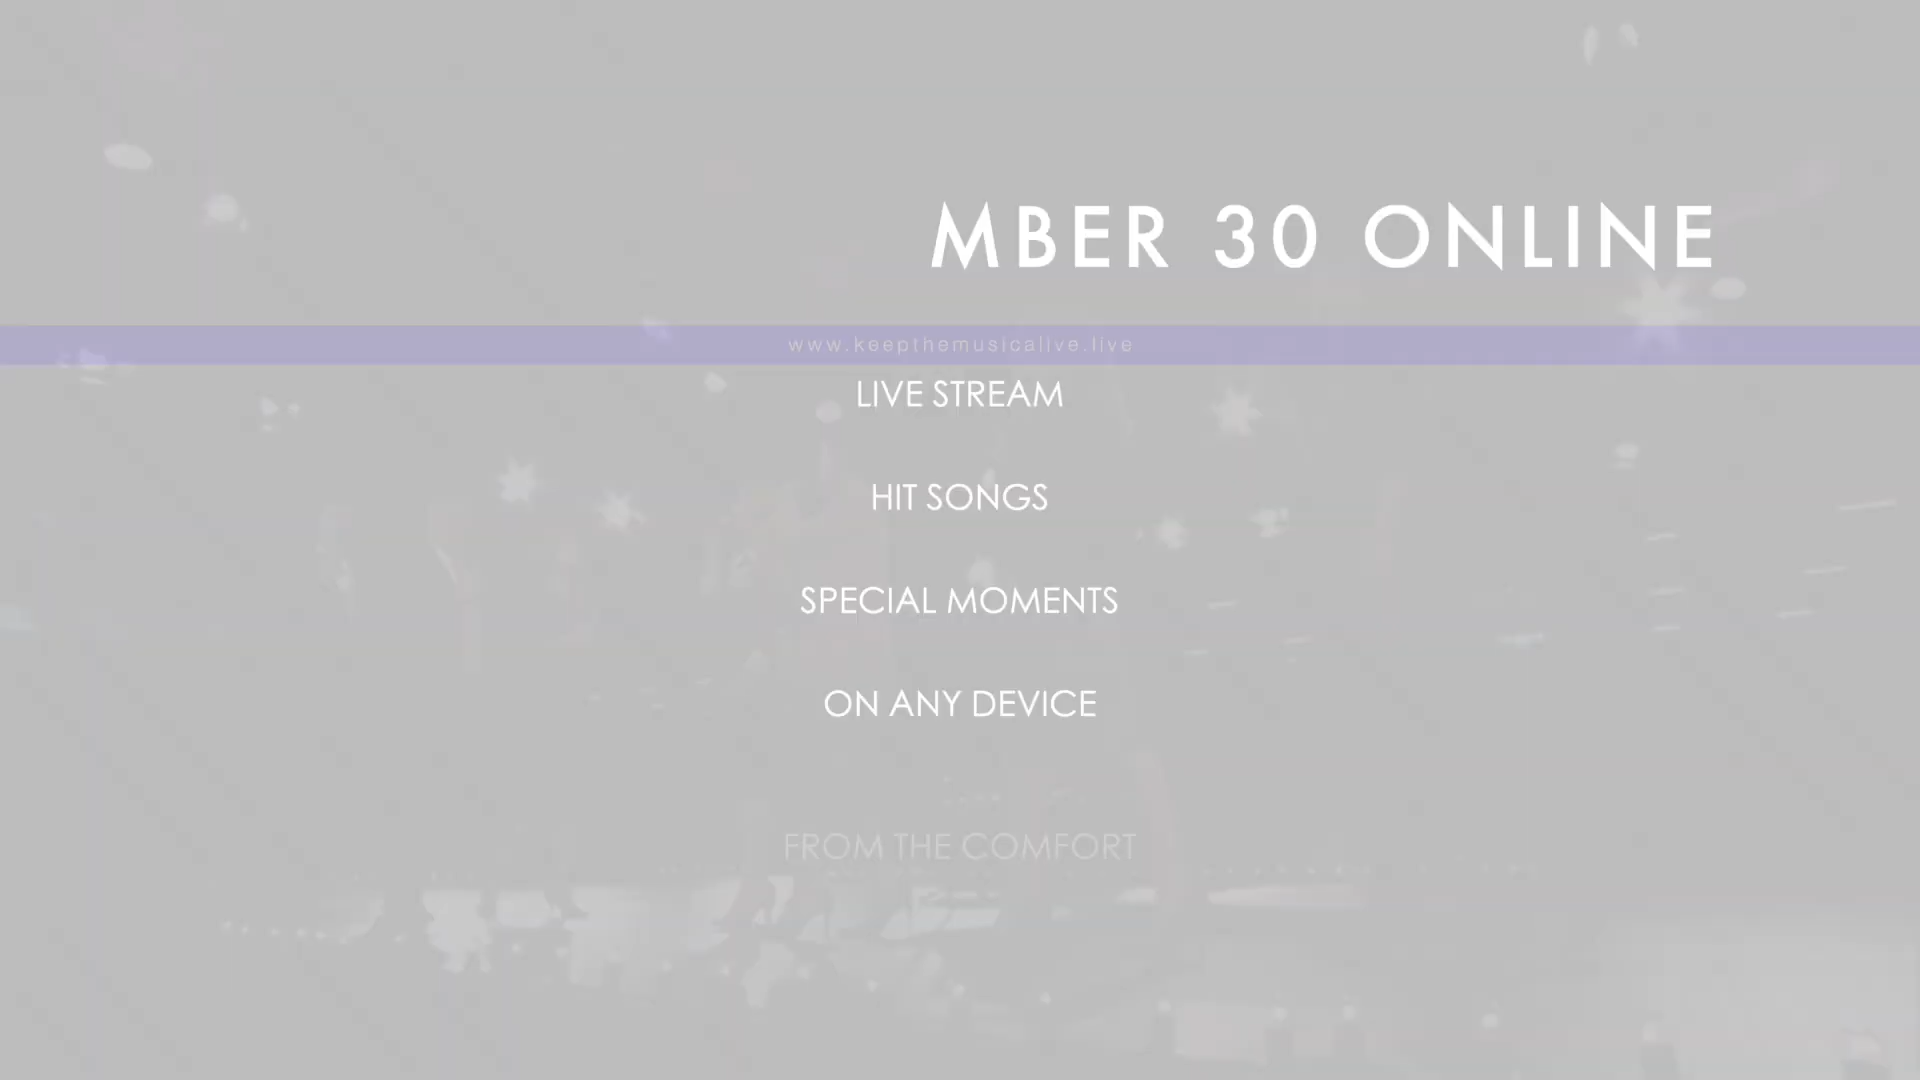 MBER 30 ONLINE
www.keepthemusicalive.live
LIVE STREAM
HIT SONGS
SPECIAL MOMENTS
ON ANY DEVICE
FROM THE COMFORT